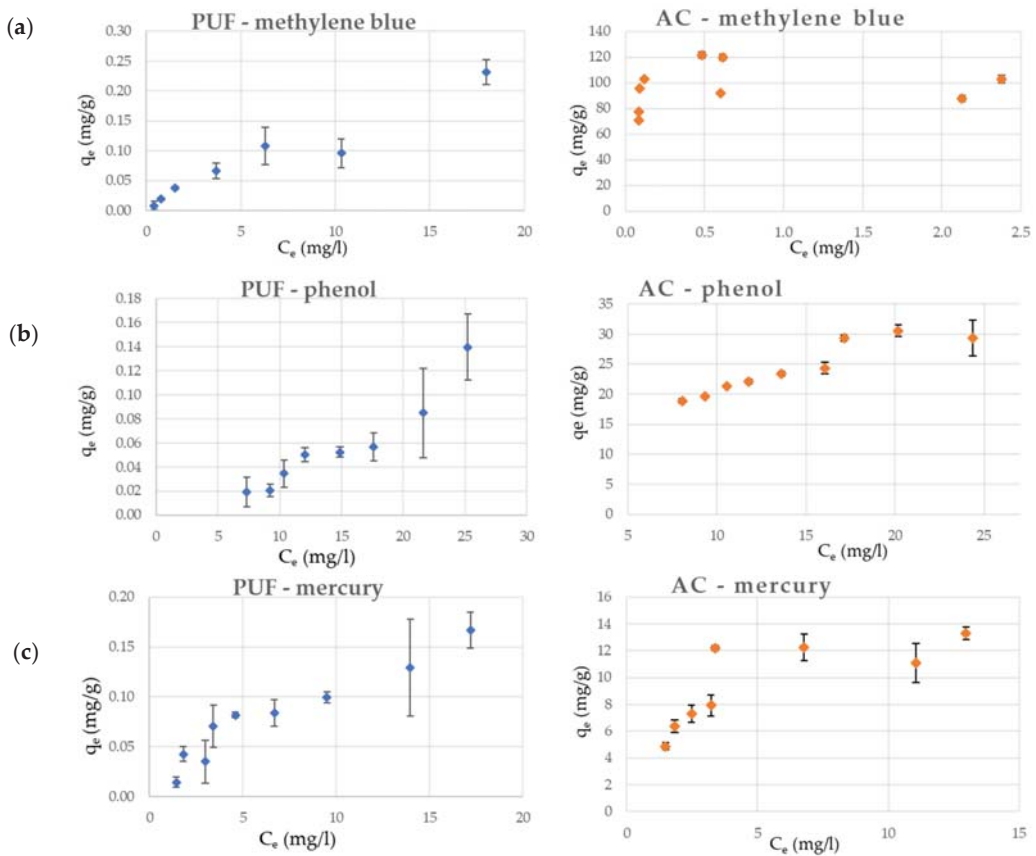 (a)
PUF - methylene blue
0.30
0.25
0.20
0.15
0.10
0.05
0.00
qe (mg/g)
0 5 10 15 20
Ce (mg/l)
AC - methylene blue
140
120
100
80
60
40
20
0
qe (mg/g)
0.0 0.5 1.0 1.5 2.0 2.5
Ce (mg/l)
(b)
PUF - phenol
0.18
0.16
0.14
0.12
0.10
0.08
0.06
0.04
0.02
0.00
qe (mg/g)
0 5 10 15 20 25 30
Ce (mg/l)
AC - phenol
35
30
25
20
15
10
5
0
qe (mg/g)
5 10 15 20 25
Ce (mg/l)
(c)
PUF - mercury
0.20
0.15
0.10
0.05
0.00
qe (mg/g)
0 5 10 15 20
Ce (mg/l)
AC - mercury
16
14
12
10
8
6
4
2
0
qe (mg/g)
0 5 10 15
Ce (mg/l)